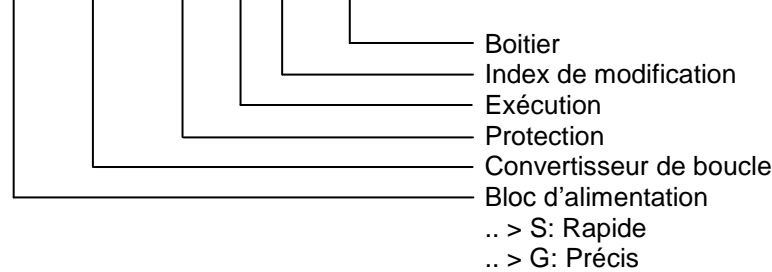 Boitier
Index de modification
Exécution
Protection
Convertisseur de boucle
Bloc d'alimentation
.. > S: Rapide
.. > G: Précis